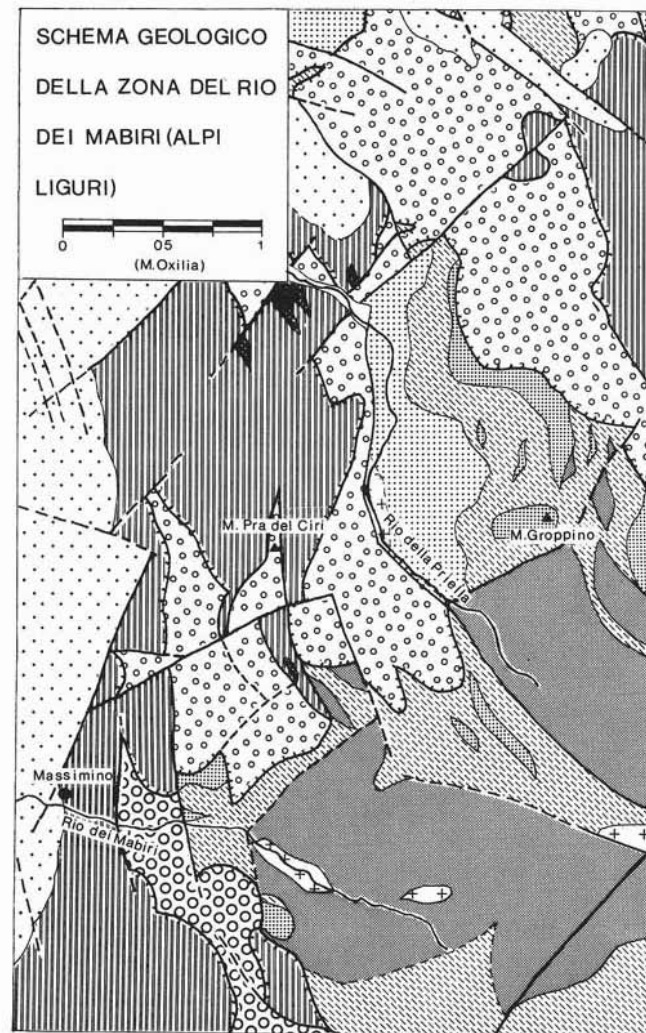 SCHEMA GEOLOGICO
DELLA ZONA DEL RIO
DEI MABIRI (ALPI
LIGURI)
0 05 1
(M.Oxilia)
M. Pra del Ciri
M. Groppino
Rio della Prïella
Massimino
Rio dei Mabiri